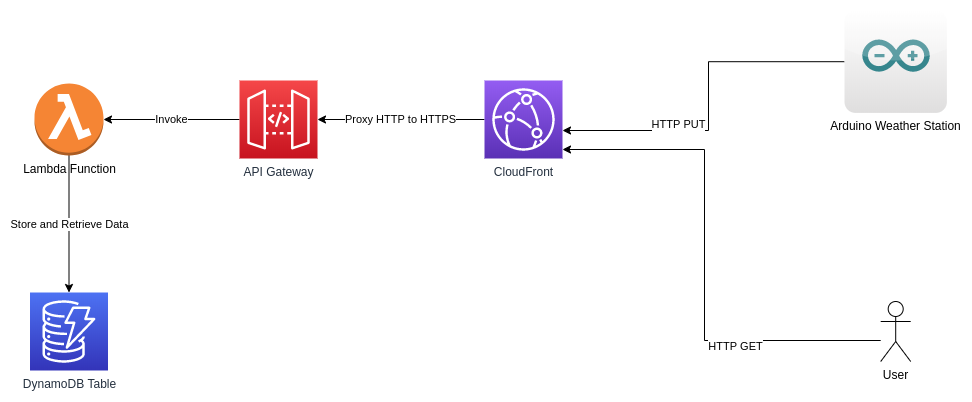 HTTP PUT
Arduino Weather Station
Invoke
Proxy HTTP to HTTPS
Lambda Function
API Gateway
CloudFront
Store and Retrieve Data
HTTP GET
User
DynamoDB Table